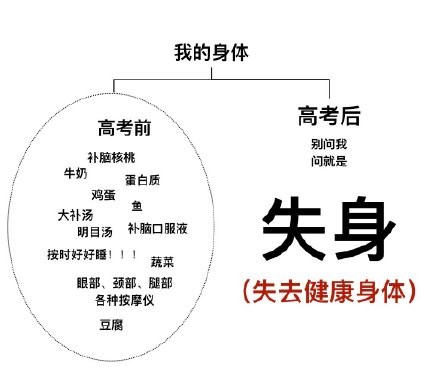 我的身体
高考前
补脑核桃
牛奶
蛋白质
鸡蛋
鱼
大补汤
明目汤
补脑口服液
按时好好睡！！！
蔬菜
眼部、颈部、腿部
各种按摩仪
豆腐
高考后
别问我
问就是
失身
（失去健康身体）